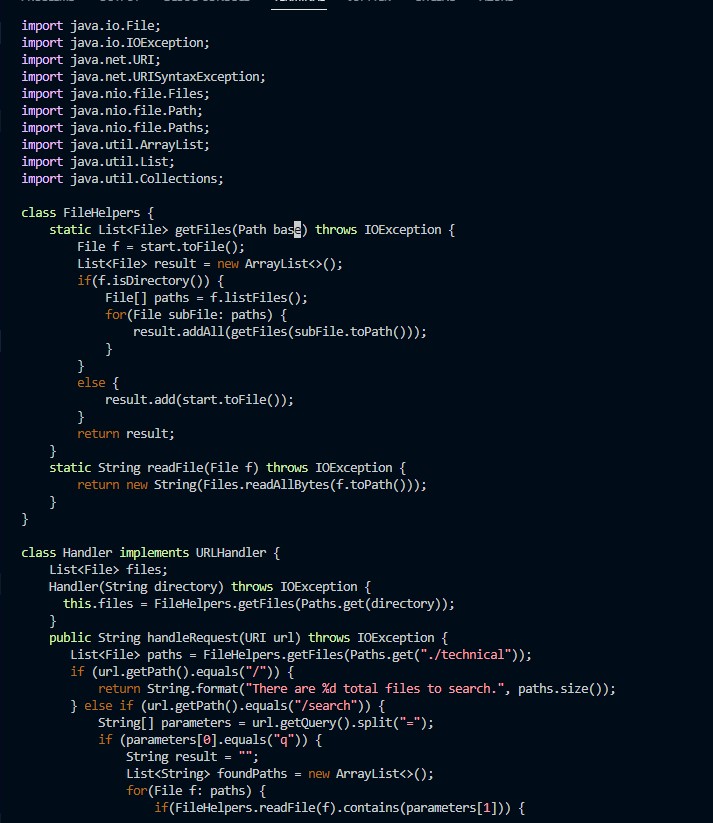 import java.io.File;
import java.io.IOException;
import java.net.URI;
import java.net.URISyntaxException;
import java.nio.file.Files;
import java.nio.file.Path;
import java.nio.file.Paths;
import java.util.ArrayList;
import java.util.List;
import java.util.Collections;
class FileHelpers {
static List<File> getFiles(Path base) throws IOException {
File f = start.toFile();
List<File> result = new ArrayList<>();
if(f.isDirectory()) {
File[] paths = f.listFiles();
for(File subFile: paths) {
result.addAll(getFiles(subFile.toPath()));
}
}
else {
result.add(start.toFile());
}
return result;
}
static String readFile(File f) throws IOException {
return new String(Files.readAllBytes(f.toPath()));
}
}
class Handler implements URLHandler {
List<File> files;
Handler(String directory) throws IOException {
this.files = FileHelpers.getFiles(Paths.get(directory));
}
public String handleRequest(URI url) throws IOException {
List<File> paths = FileHelpers.getFiles(Paths.get("./technical"));
if (url.getPath().equals("/")) {
return String.format("There are %d total files to search.", paths.size());
} else if (url.getPath().equals("/search")) {
String[] parameters = url.getQuery().split("=");
if (parameters[0].equals("q")) {
String result = "";
List<String> foundPaths = new ArrayList<>();
for(File f: paths) {
if(FileHelpers.readFile(f).contains(parameters[1])) {